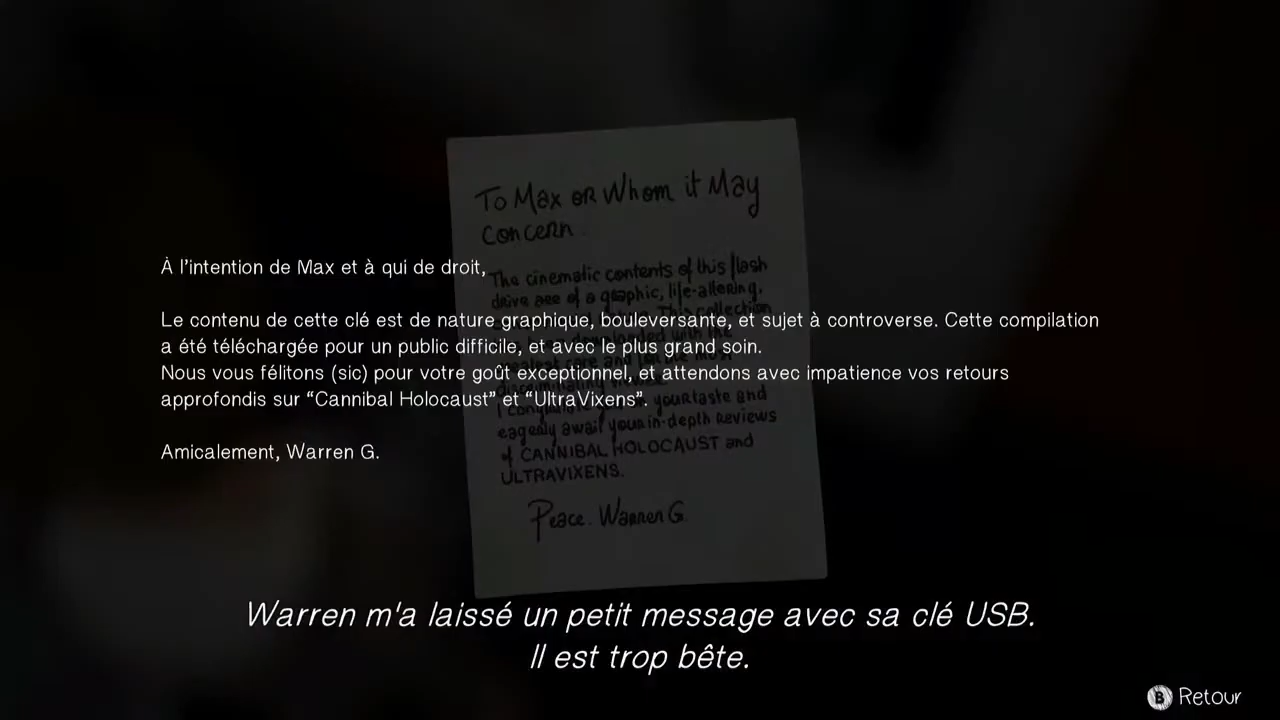 To Max or Whom it May
Concern
À l'intention de Max et à qui de droit,
The cinematic contents of this flash
drive are of a graphic, life-altering,
Le contenu de cette clé est de nature graphique, bouleversante, et sujet à controverse. Cette compilation
a été téléchargée pour un public difficile, et avec le plus grand soin.
Nous vous félitons (sic) pour votre goût exceptionnel, et attendons avec impatience vos retours
approfondis sur “Cannibal Holocaust” et “UltraVixens”.
your taste and
eagerly await your in-depth reviews
of CANNIBAL HOLOCAUST and
ULTRAVIXENS.
Amicalement, Warren G.
Peace. Warren G.
Warren m'a laissé un petit message avec sa clé USB.
Il est trop bête.
B Retour